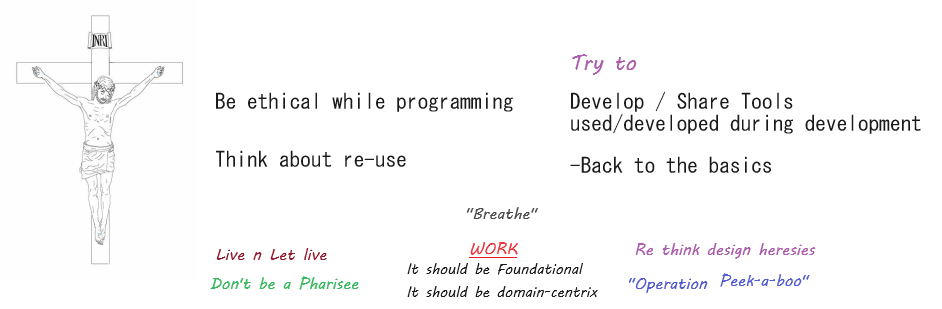 INRI
Try to
Be ethical while programming
Develop / Share Tools
used/developed during development
Think about re-use
-Back to the basics
"Breathe"
Live n Let live
WORK
Re think design heresies
It should be Foundational
Don't be a Pharisee
"Operation Peek-a-boo"
It should be domain-centrix